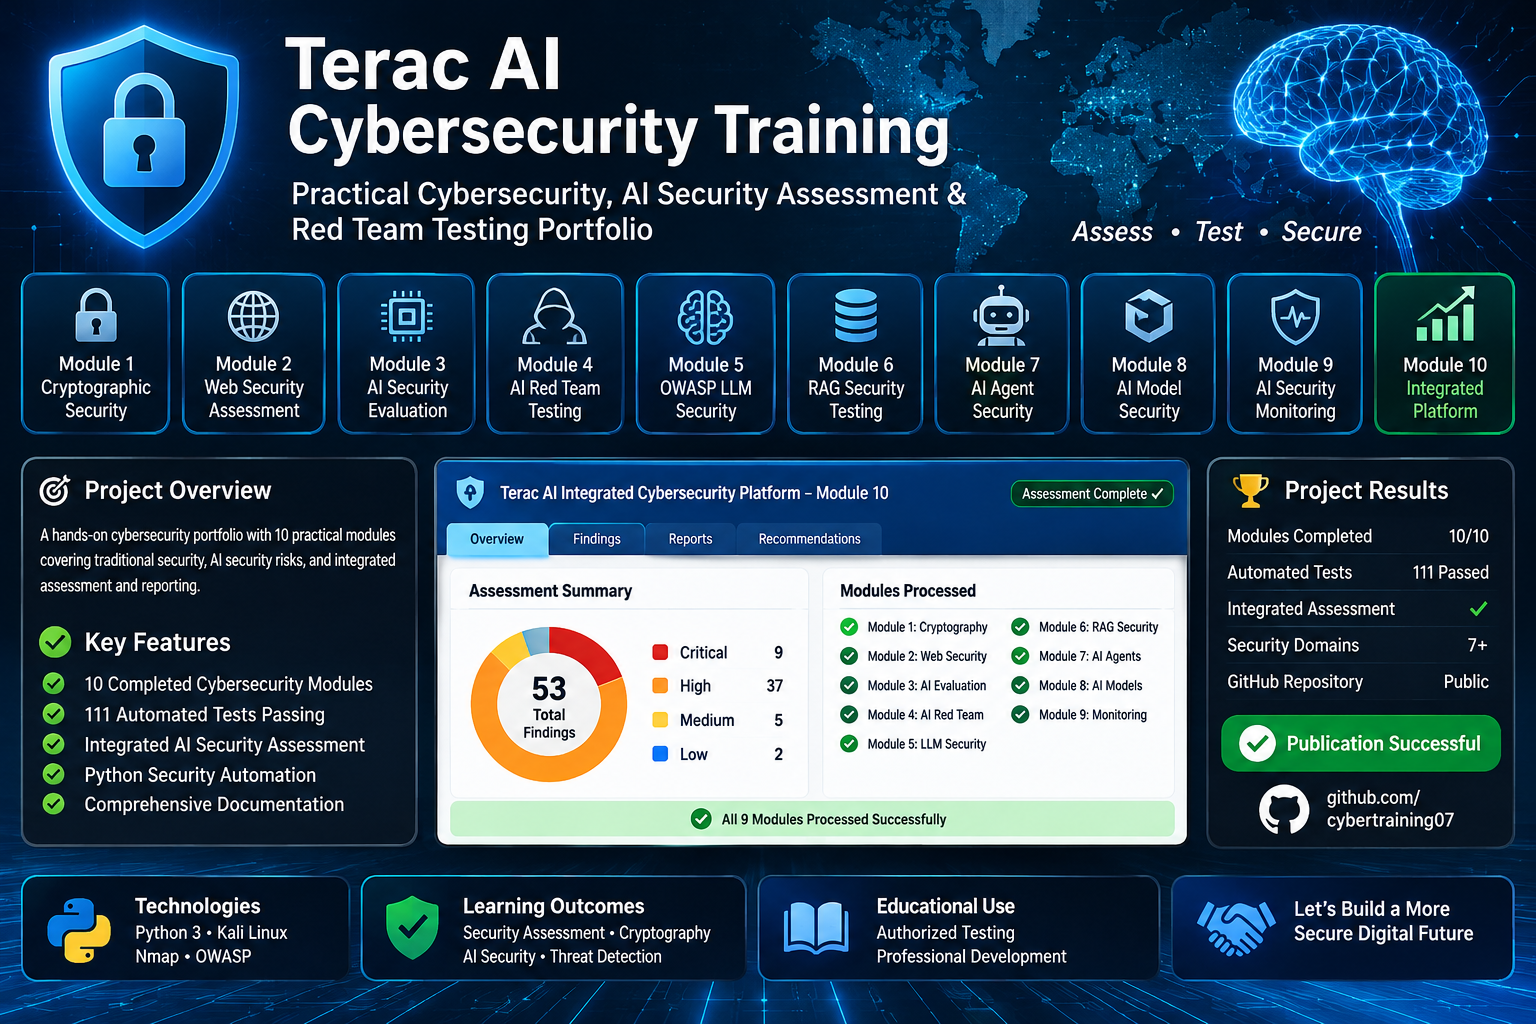 Terac AI
Cybersecurity Training
Practical Cybersecurity, AI Security Assessment &
Red Team Testing Portfolio
Assess • Test • Secure
Module 1
Cryptographic
Security
Module 2
Web Security
Assessment
Module 3
AI Security
Evaluation
Module 4
AI Red Team
Testing
Module 5
OWASP LLM
Security
Module 6
RAG Security
Testing
Module 7
AI Agent
Security
Module 8
AI Model
Security
Module 9
AI Security
Monitoring
Module 10
Integrated
Platform
Project Overview
A hands-on cybersecurity portfolio with 10 practical modules
covering traditional security, AI security risks, and integrated
assessment and reporting.
Key Features
10 Completed Cybersecurity Modules
111 Automated Tests Passing
Integrated AI Security Assessment
Python Security Automation
Comprehensive Documentation
Terac AI Integrated Cybersecurity Platform – Module 10
Assessment Complete ✓
Overview
Findings
Reports
Recommendations
Assessment Summary
53
Total
Findings
Critical 9
High 37
Medium 5
Low 2
Modules Processed
Module 1: Cryptography
Module 2: Web Security
Module 3: AI Evaluation
Module 4: AI Red Team
Module 5: LLM Security
Module 6: RAG Security
Module 7: AI Agents
Module 8: AI Models
Module 9: Monitoring
All 9 Modules Processed Successfully
Project Results
Modules Completed 10/10
Automated Tests 111 Passed
Integrated Assessment ✓
Security Domains 7+
GitHub Repository Public
Publication Successful
github.com/
cybertraining07
Technologies
Python 3 • Kali Linux
Nmap • OWASP
Learning Outcomes
Security Assessment • Cryptography
AI Security • Threat Detection
Educational Use
Authorized Testing
Professional Development
Let's Build a More
Secure Digital Future